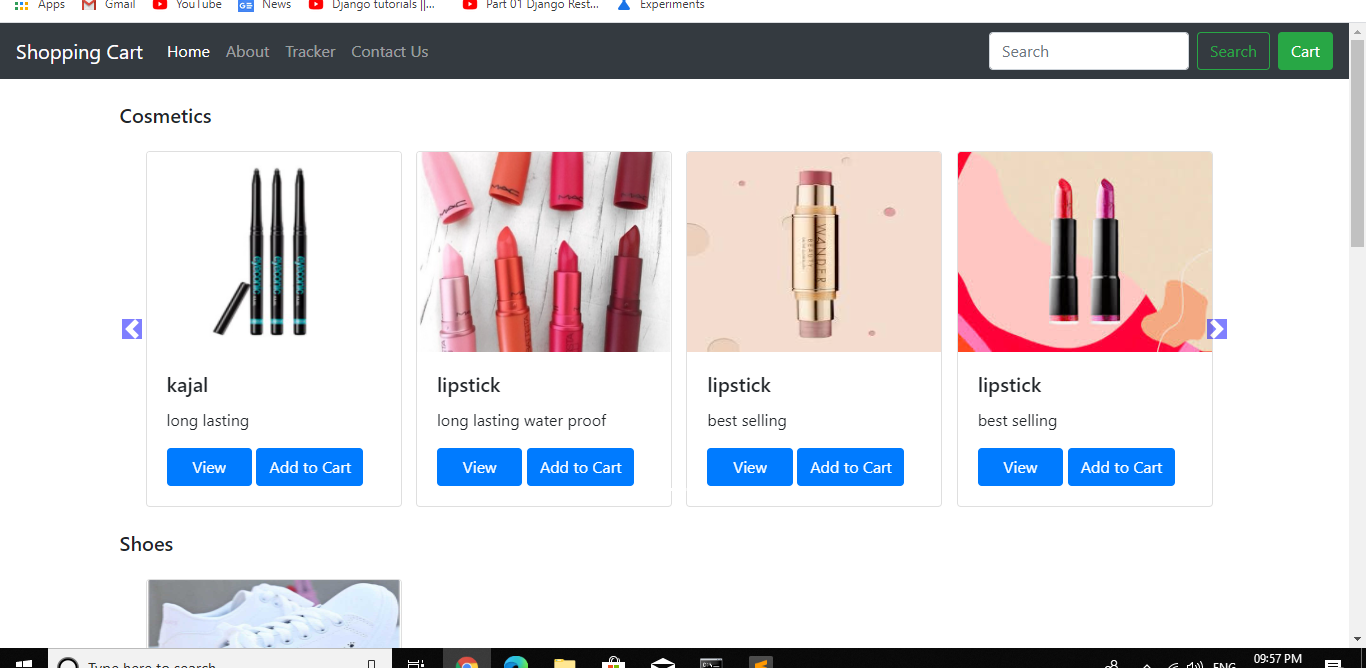 Apps Gmail YouTube News Django tutorials ||... Part 01 Django Rest... Experiments
Shopping Cart Home About Tracker Contact Us Search Search Cart
Cosmetics
MAC
WANDER
BEAUTY
kajal lipstick lipstick lipstick
long lasting long lasting water proof best selling best selling
View Add to Cart View Add to Cart View Add to Cart View Add to Cart
Shoes
Type here to search ENG 09:57 PM